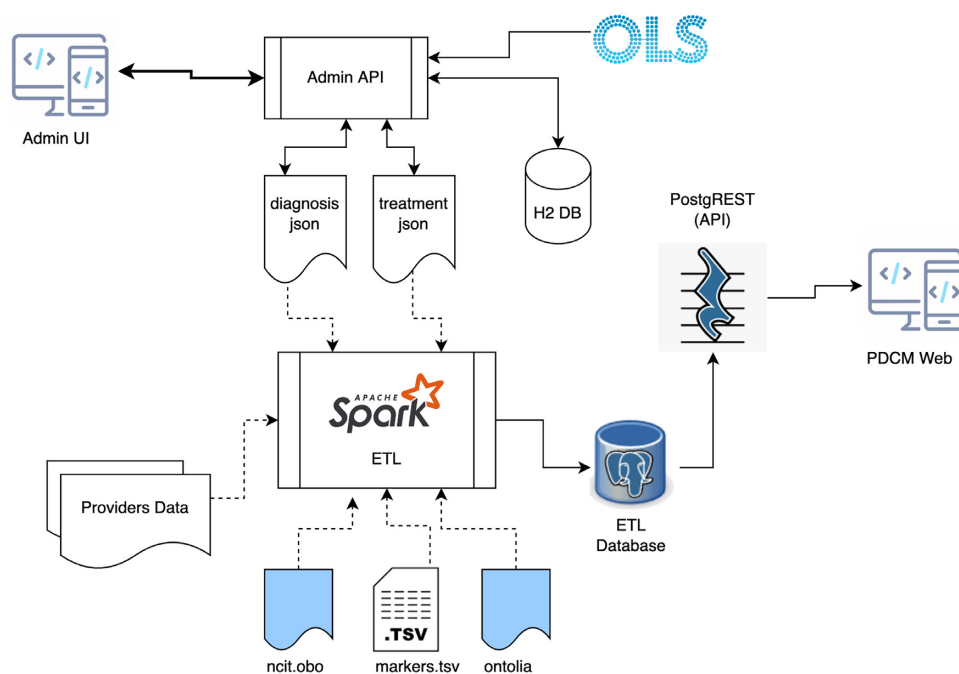 OLS
Admin API
Admin UI
diagnosis
json
treatment
json
H2 DB
PostgREST
(API)
PDCM Web
APACHE
Spark
ETL
Providers Data
ETL
Database
.TSV
ncit.obo
markers.tsv
ontolia